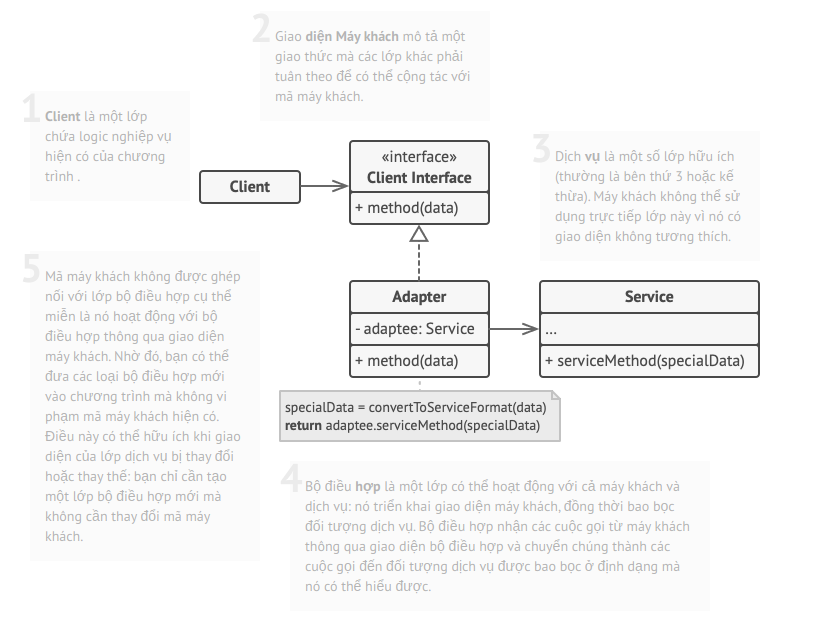 1
Client là một lớp
chứa logic nghiệp vụ
hiện có của chương
trình .
2
Giao diện Máy khách mô tả một
giao thức mà các lớp khác phải
tuân theo để có thể cộng tác với
mã máy khách.
3
Dịch vụ là một số lớp hữu ích
(thường là bên thứ 3 hoặc kế
thừa). Máy khách không thể sử
dụng trực tiếp lớp này vì nó có
giao diện không tương thích.
Client
«interface»
Client Interface
+ method(data)
Adapter
- adaptee: Service
+ method(data)
Service
...
+ serviceMethod(specialData)
specialData = convertToServiceFormat(data)
return adaptee.serviceMethod(specialData)
5
Mã máy khách không được ghép
nối với lớp bộ điều hợp cụ thể
miễn là nó hoạt động với bộ
điều hợp thông qua giao diện
máy khách. Nhờ đó, bạn có thể
đưa các loại bộ điều hợp mới
vào chương trình mà không vi
phạm mã máy khách hiện có.
Điều này có thể hữu ích khi giao
diện của lớp dịch vụ bị thay đổi
hoặc thay thế: bạn chỉ cần tạo
một lớp bộ điều hợp mới mà
không cần thay đổi mã máy
khách.
4
Bộ điều hợp là một lớp có thể hoạt động với cả máy khách và
dịch vụ: nó triển khai giao diện máy khách, đồng thời bao bọc
đối tượng dịch vụ. Bộ điều hợp nhận các cuộc gọi từ máy khách
thông qua giao diện bộ điều hợp và chuyển chúng thành các
cuộc gọi đến đối tượng dịch vụ được bao bọc ở định dạng mà
nó có thể hiểu được.